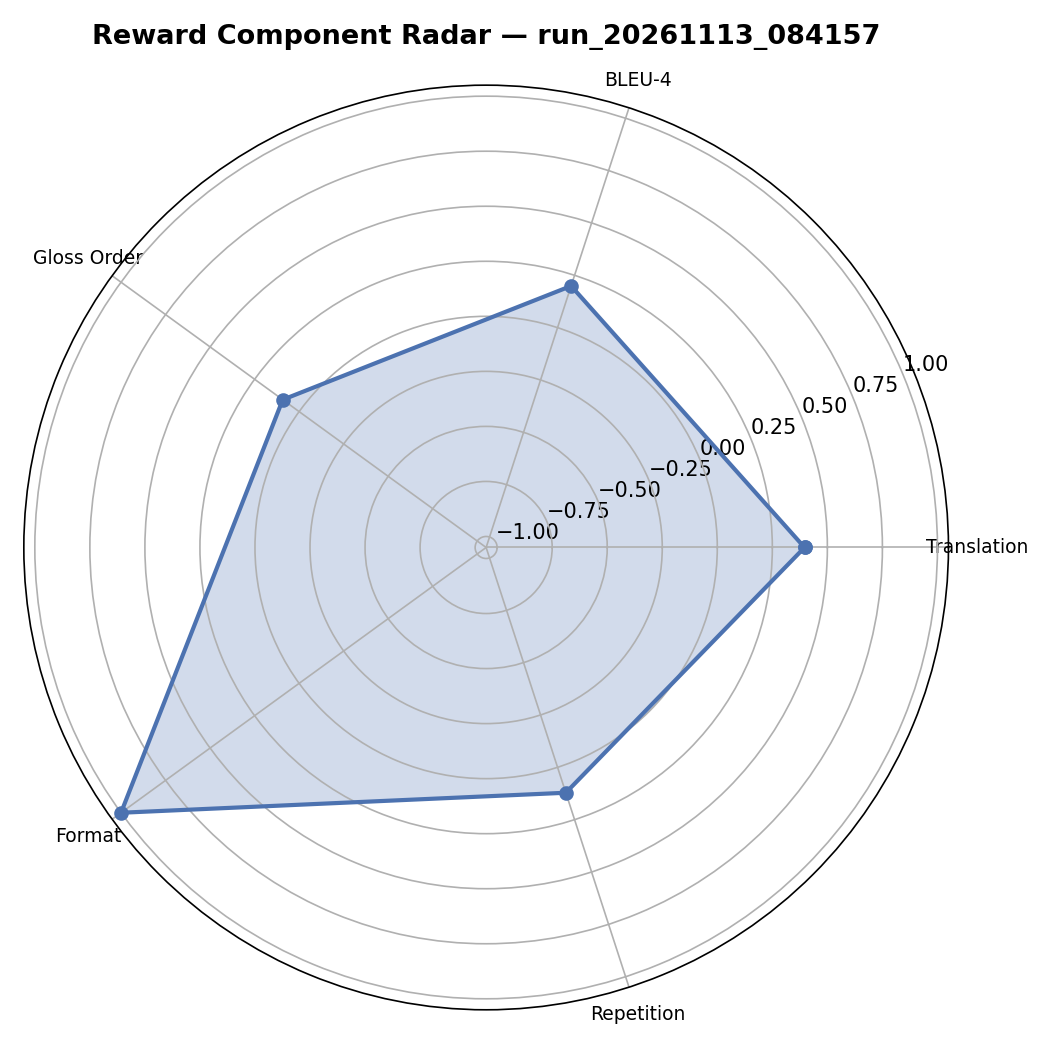 Reward Component Radar — run_20261113_084157
BLEU-4
Gloss Order
1.00
0.75
0.50
0.25
0.00
−0.25
−0.50
−0.75
−1.00
Translation
Format
Repetition